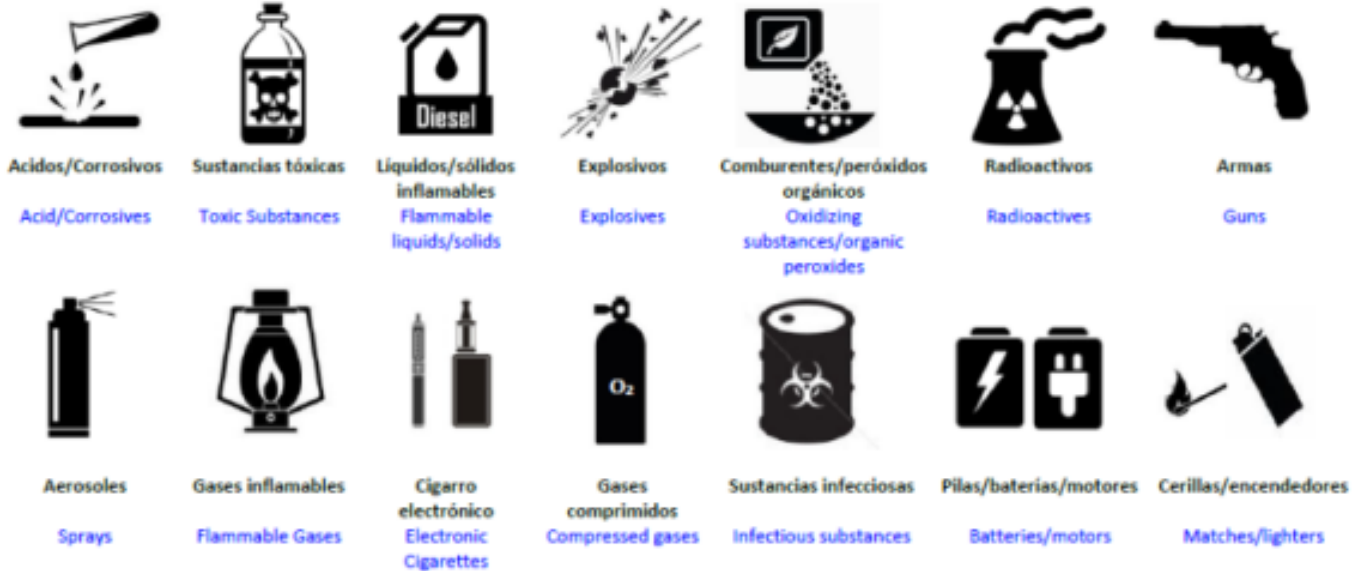 Diesel
Acidos/Corrosivos Sustancias tóxicas Líquidos/sólidos Explosivos Comburentes/peróxidos Radioactivos Armas
inflamables orgánicos
Acid/Corrosives Toxic Substances Flammable Explosives Oxidizing Radioactives Guns
liquids/solids substances/organic
peroxides
O₂
Aerosoles Gases inflamables Cigarro Gases Sustancias infecciosas Pilas/baterias/motores Cerillas/encendedores
electrónico comprimidos
Sprays Flammable Gases Electronic Compressed gases Infectious substances Batteries/motors Matches/lighters
Cigarettes